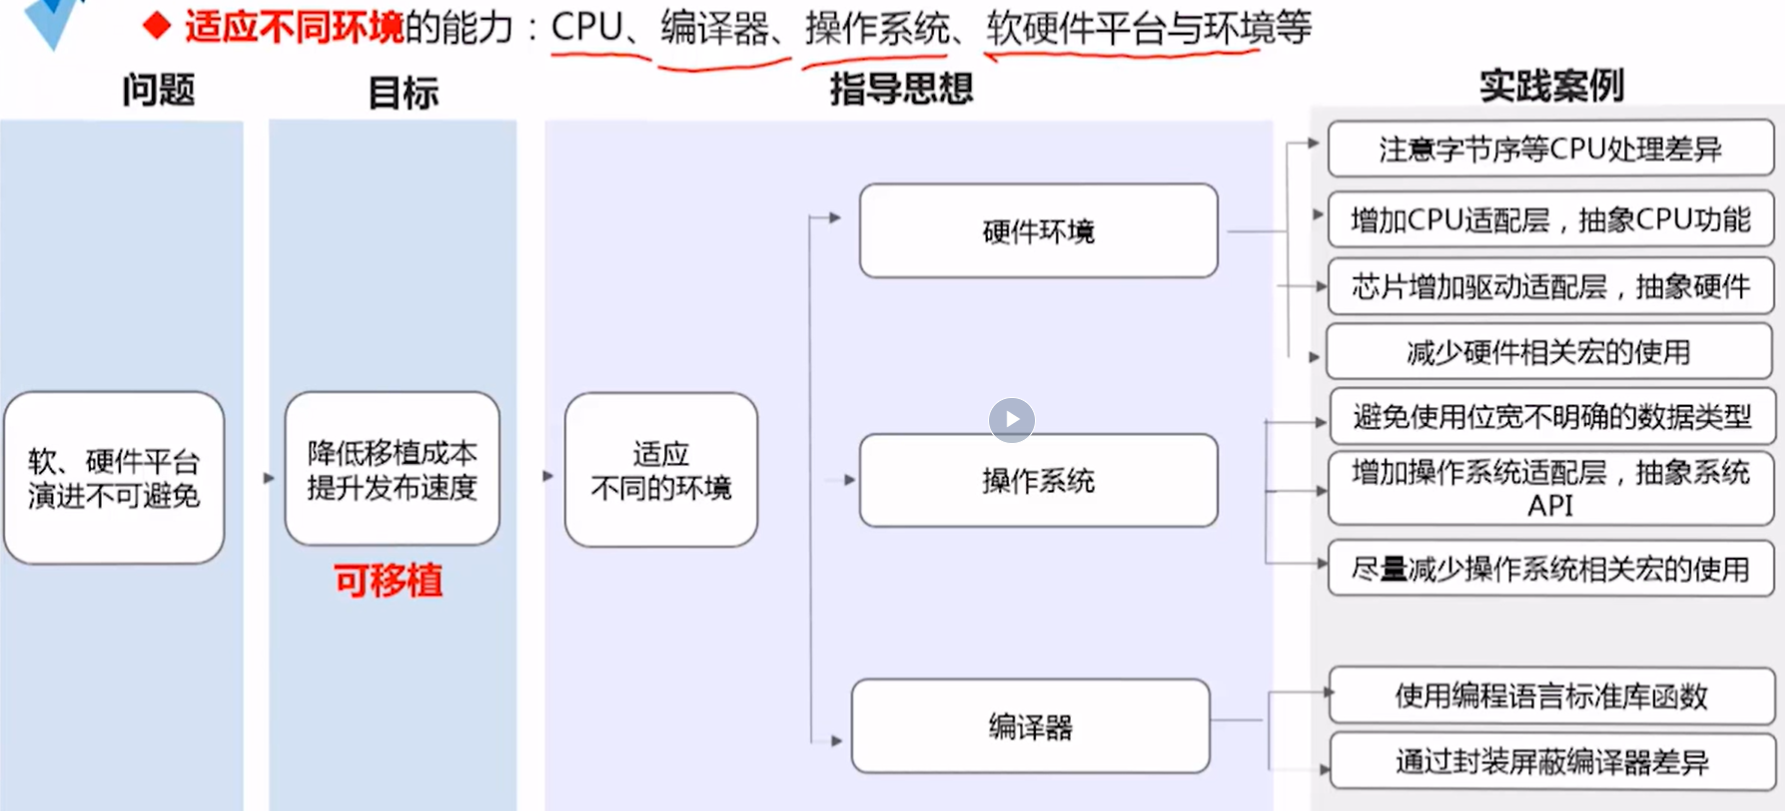 ◆ 适应不同环境的能力：CPU、编译器、操作系统、软硬件平台与环境等
问题
目标
指导思想
实践案例
软、硬件平台
演进不可避免
降低移植成本
提升发布速度
可移植
适应
不同的环境
硬件环境
注意字节序等CPU处理差异
增加CPU适配层，抽象CPU功能
芯片增加驱动适配层，抽象硬件
减少硬件相关宏的使用
操作系统
避免使用位宽不明确的数据类型
增加操作系统适配层，抽象系统
API
尽量减少操作系统相关宏的使用
编译器
使用编程语言标准库函数
通过封装屏蔽编译器差异